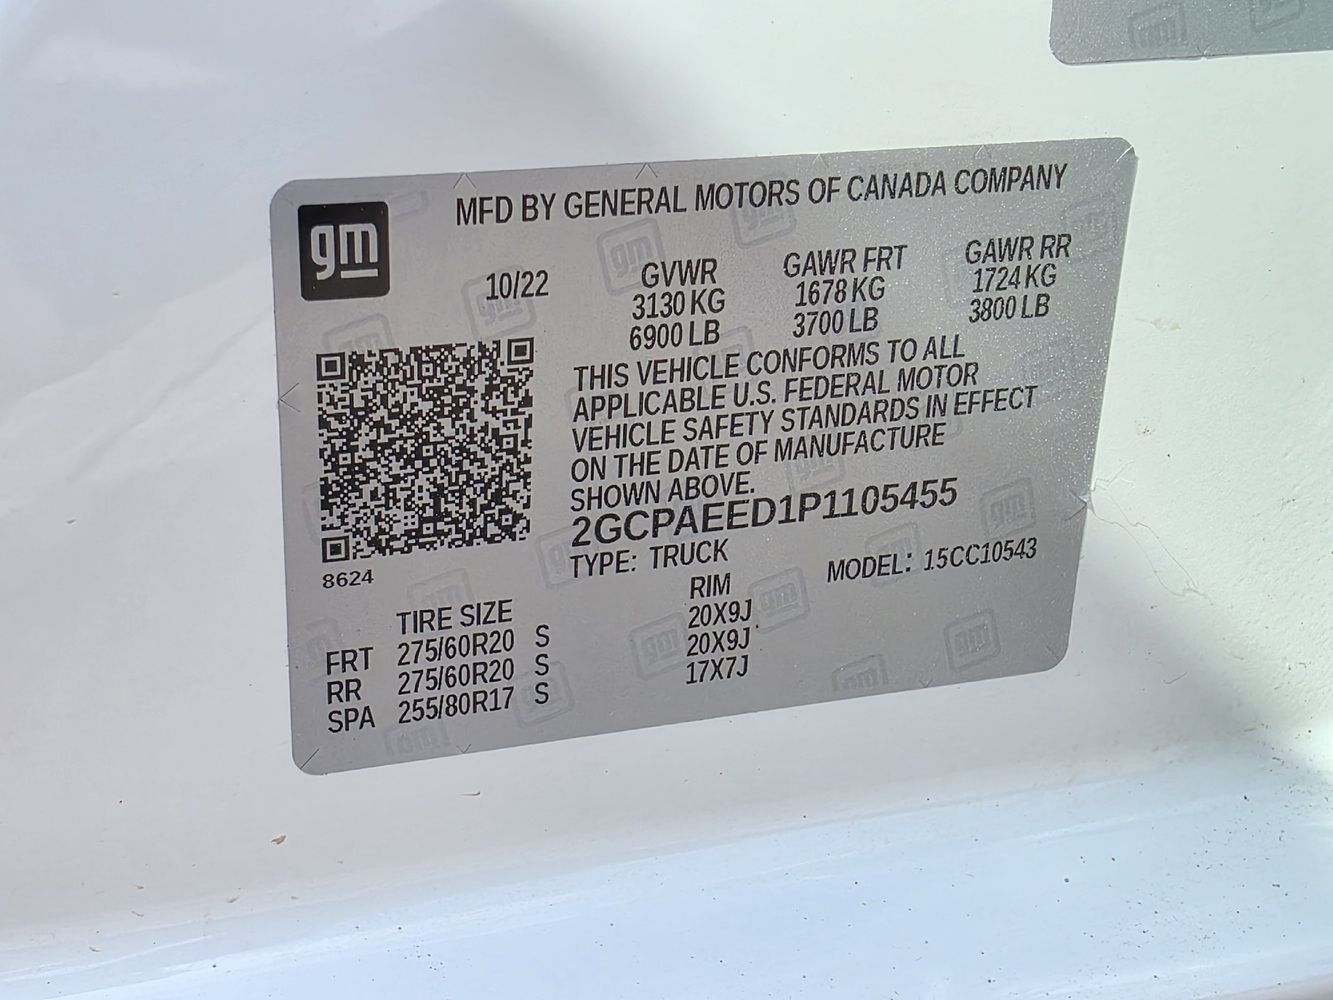 MFD BY GENERAL MOTORS OF CANADA COMPANY
gm
10/22
GVWR GAWR FRT GAWR RR
3130 KG 1678 KG 1724 KG
6900 LB 3700 LB 3800 LB
THIS VEHICLE CONFORMS TO ALL
APPLICABLE U.S. FEDERAL MOTOR
VEHICLE SAFETY STANDARDS IN EFFECT
ON THE DATE OF MANUFACTURE
SHOWN ABOVE.
2GCPAEED1P1105455
TYPE: TRUCK MODEL: 15CC10543
8624
TIRE SIZE RIM
FRT 275/60R20 S 20X9J
RR 275/60R20 S 20X9J
SPA 255/80R17 S 17X7J